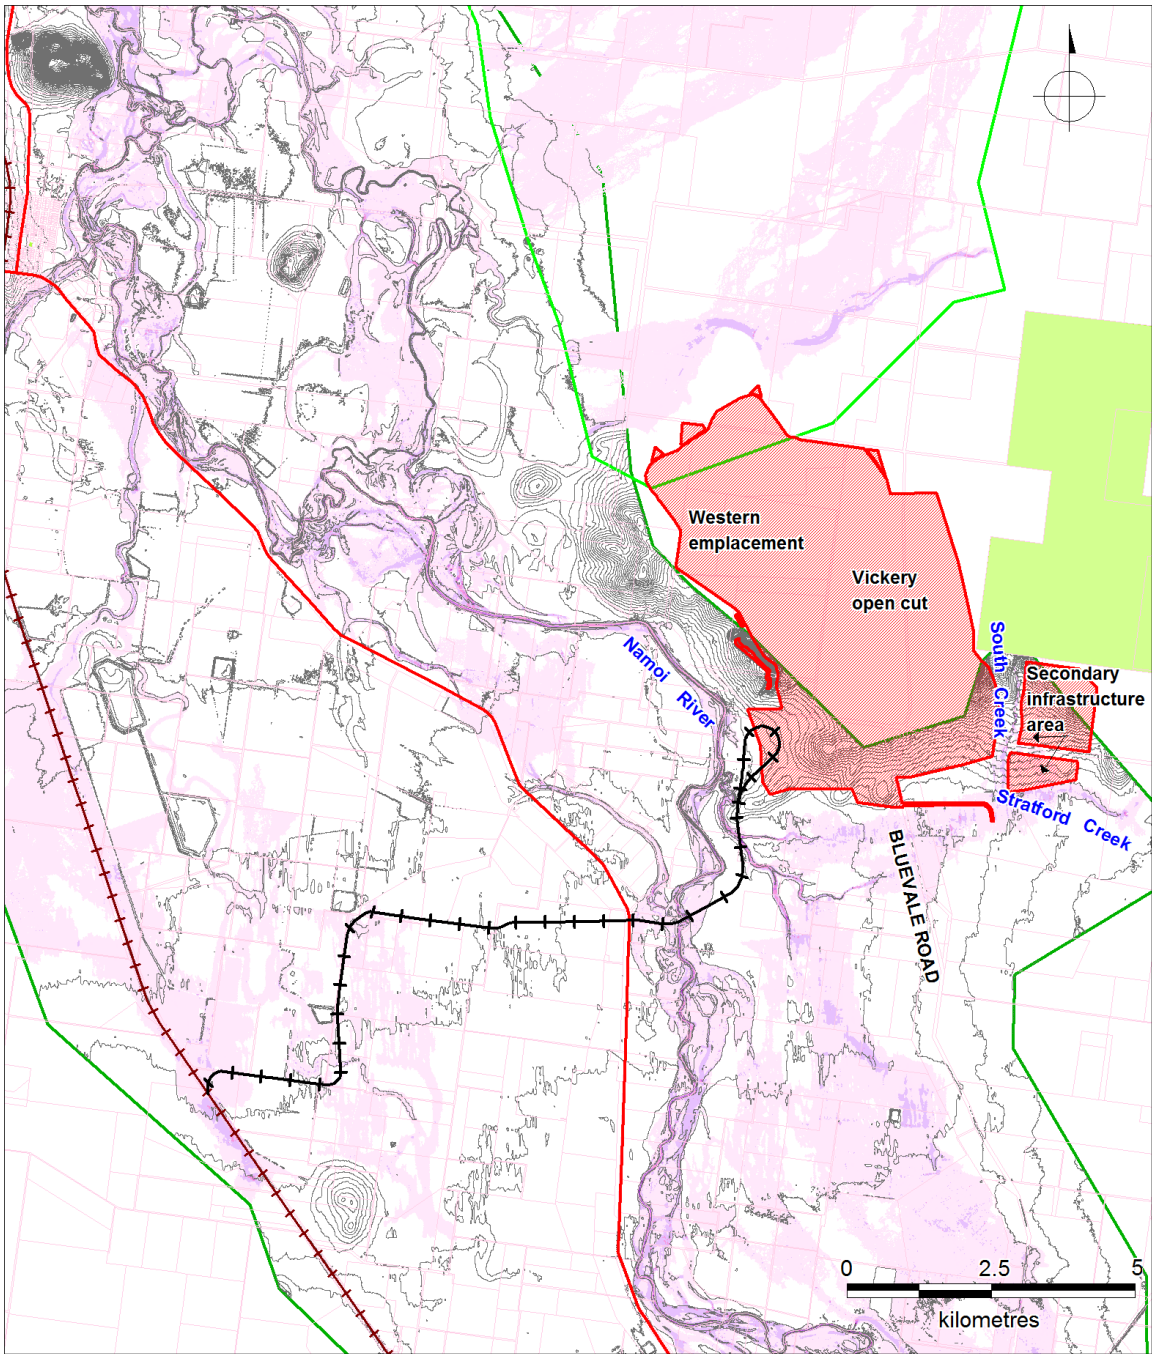 Western
emplacement
Vickery
open cut
South Creek
Namoi River
Secondary
infrastructure
area
Stratford Creek
BLUEVALE ROAD
0 2.5 5
kilometres